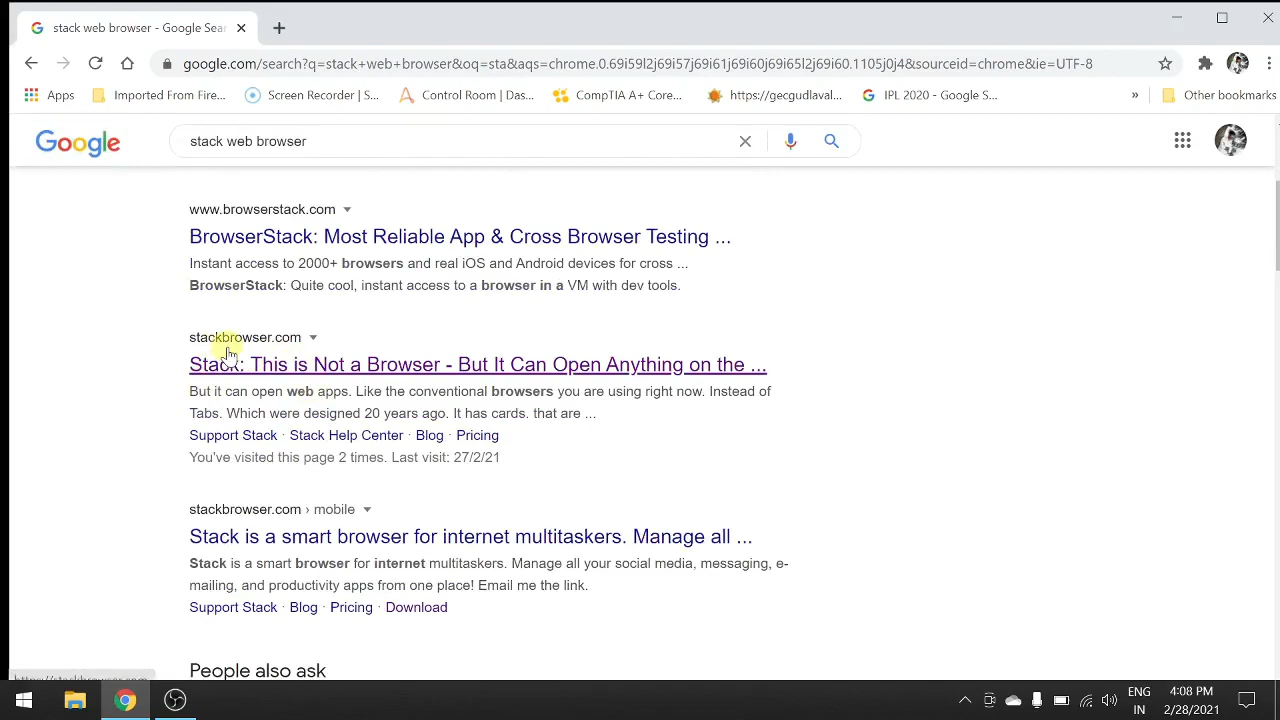 stack web browser - Google Sear
google.com/search?q=stack+web+browser&oq=sta&aqs=chrome.0.69i59l2j69i57j69i61j69i60j69i65l2j69i60.1105j0j4&sourceid=chrome&ie=UTF-8
Apps Imported From Fire... Screen Recorder | S... Control Room | Das... CompTIA A+ Core... https://gecgudlaval... IPL 2020 - Google S... » Other bookmarks
Google stack web browser
www.browserstack.com
BrowserStack: Most Reliable App & Cross Browser Testing ...
Instant access to 2000+ browsers and real iOS and Android devices for cross ...
BrowserStack: Quite cool, instant access to a browser in a VM with dev tools.
stackbrowser.com
Stack: This is Not a Browser - But It Can Open Anything on the ...
But it can open web apps. Like the conventional browsers you are using right now. Instead of
Tabs. Which were designed 20 years ago. It has cards. that are ...
Support Stack · Stack Help Center · Blog · Pricing
You've visited this page 2 times. Last visit: 27/2/21
stackbrowser.com › mobile
Stack is a smart browser for internet multitaskers. Manage all ...
Stack is a smart browser for internet multitaskers. Manage all your social media, messaging, e-
mailing, and productivity apps from one place! Email me the link.
Support Stack · Blog · Pricing · Download
People also ask
https://stackbrowser.com
ENG
IN
4:08 PM
2/28/2021